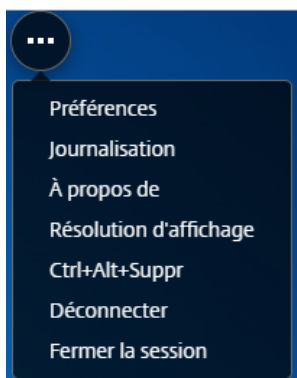 Préférences
Journalisation
À propos de
Résolution d'affichage
Ctrl+Alt+Suppr
Déconnecter
Fermer la session